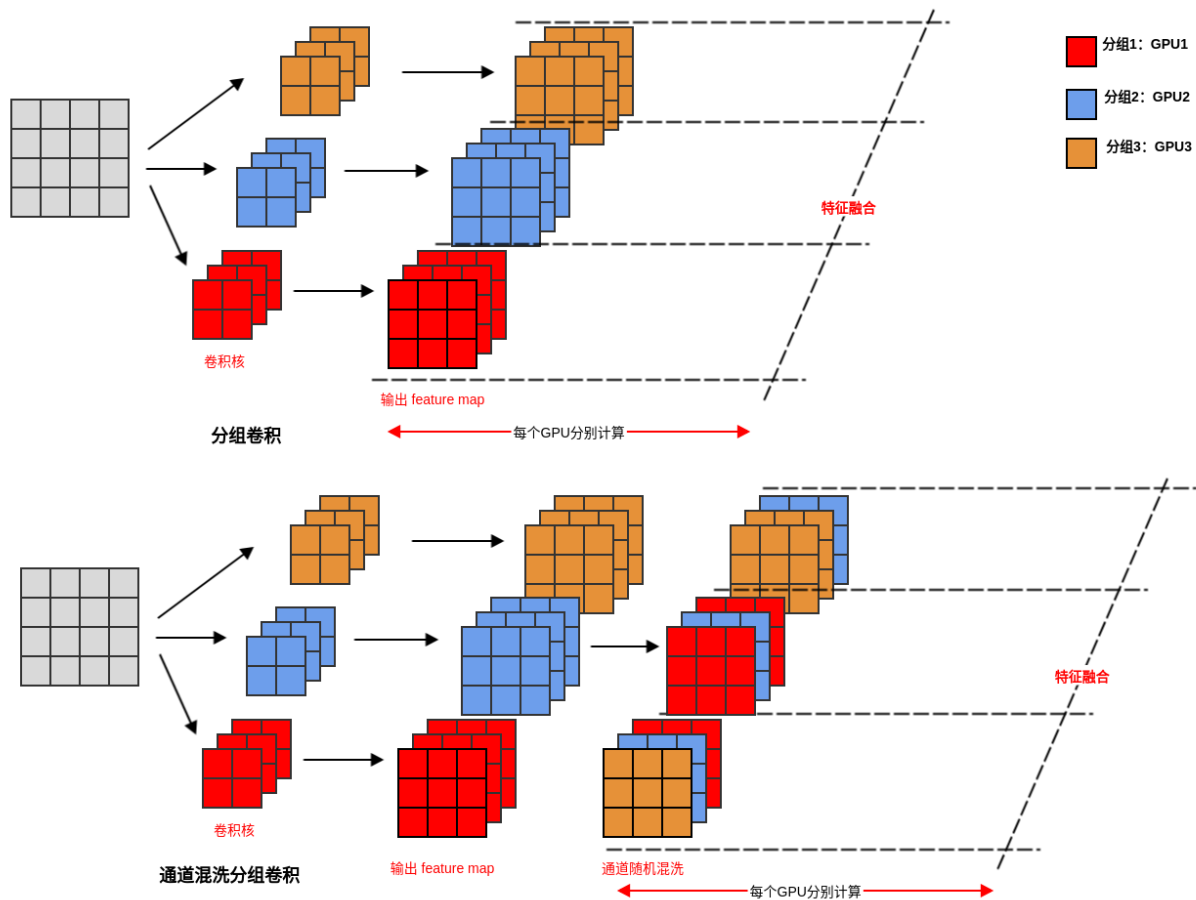 分组1：GPU1
分组2：GPU2
分组3：GPU3
特征融合
卷积核
输出 feature map
分组卷积
每个GPU分别计算
特征融合
卷积核
输出 feature map
通道随机混洗
通道混洗分组卷积
每个GPU分别计算